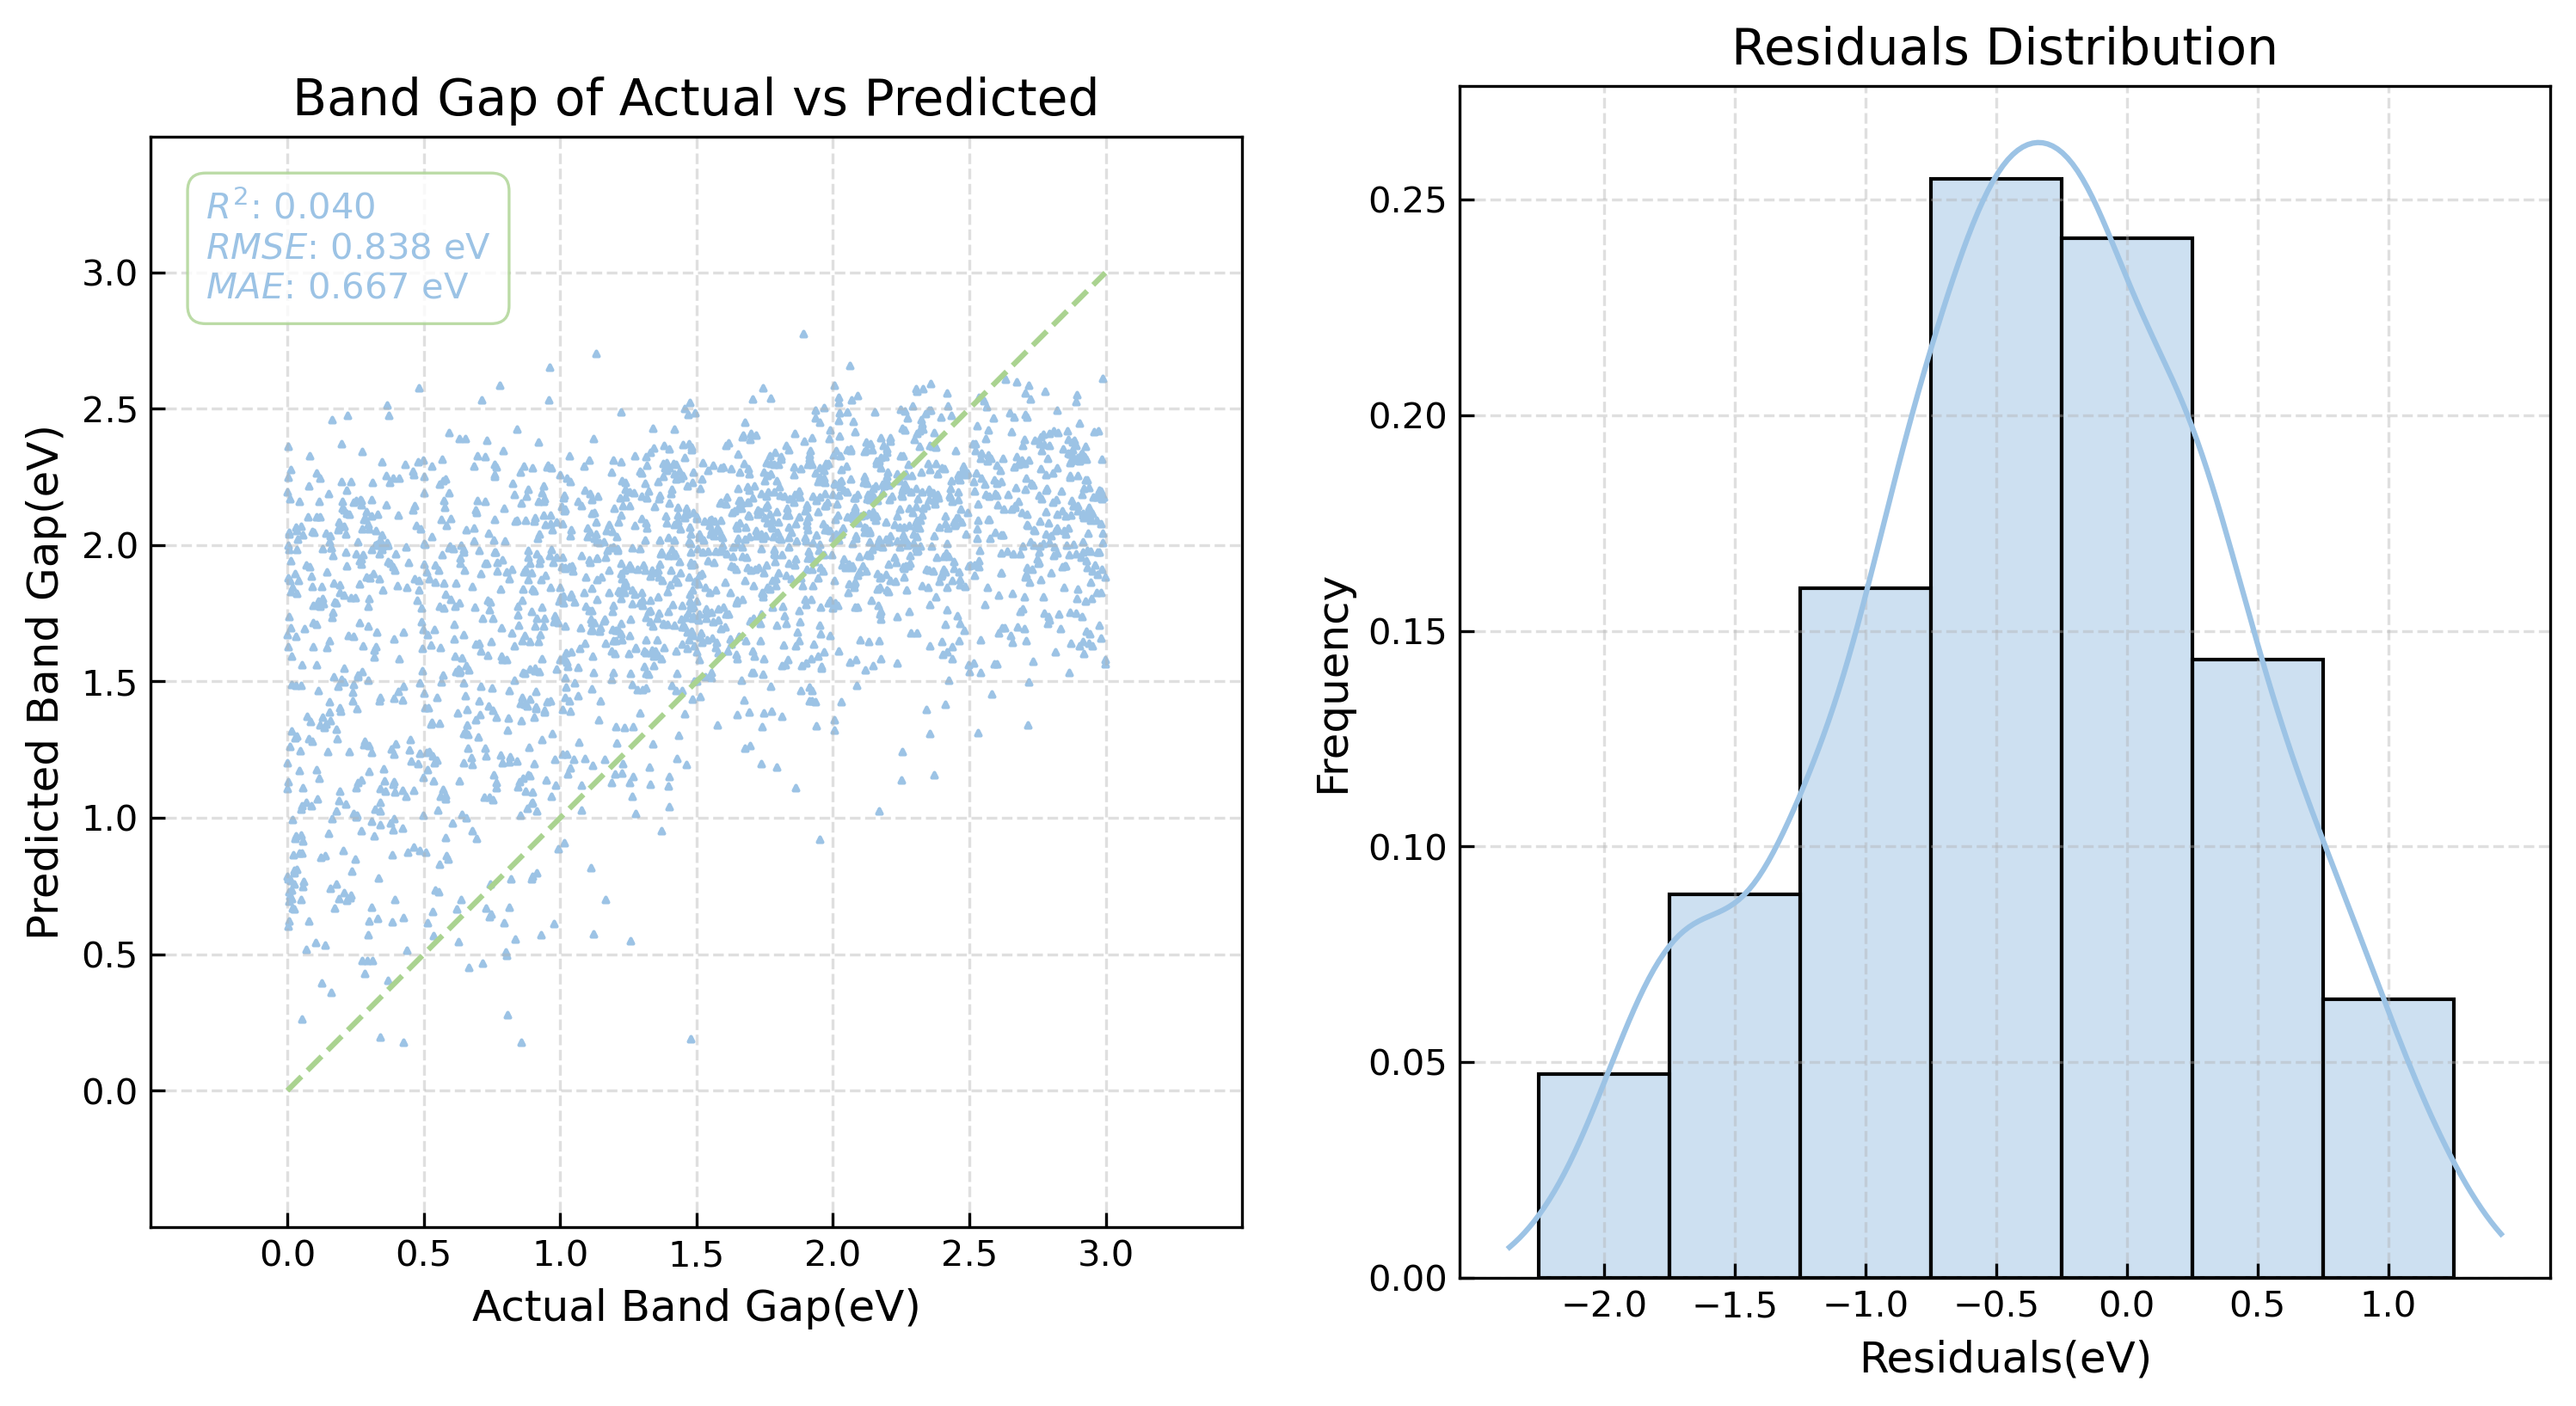 Band Gap of Actual vs Predicted
R²: 0.040
RMSE: 0.838 eV
MAE: 0.667 eV
Predicted Band Gap(eV)
3.0
2.5
2.0
1.5
1.0
0.5
0.0
0.0 0.5 1.0 1.5 2.0 2.5 3.0
Actual Band Gap(eV)
Residuals Distribution
Frequency
0.25
0.20
0.15
0.10
0.05
0.00
−2.0 −1.5 −1.0 −0.5 0.0 0.5 1.0
Residuals(eV)